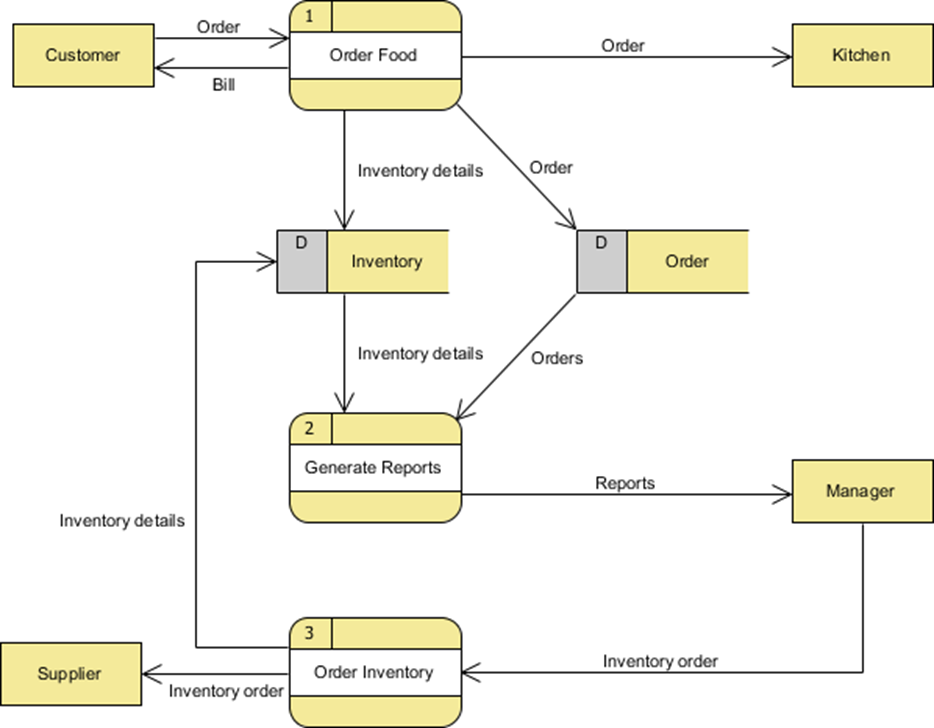 1
Order
Customer
Order Food
Order
Kitchen
Bill
Inventory details
Order
D
Inventory
D
Order
Inventory details
Orders
2
Generate Reports
Reports
Manager
Inventory details
3
Order Inventory
Inventory order
Supplier
Inventory order